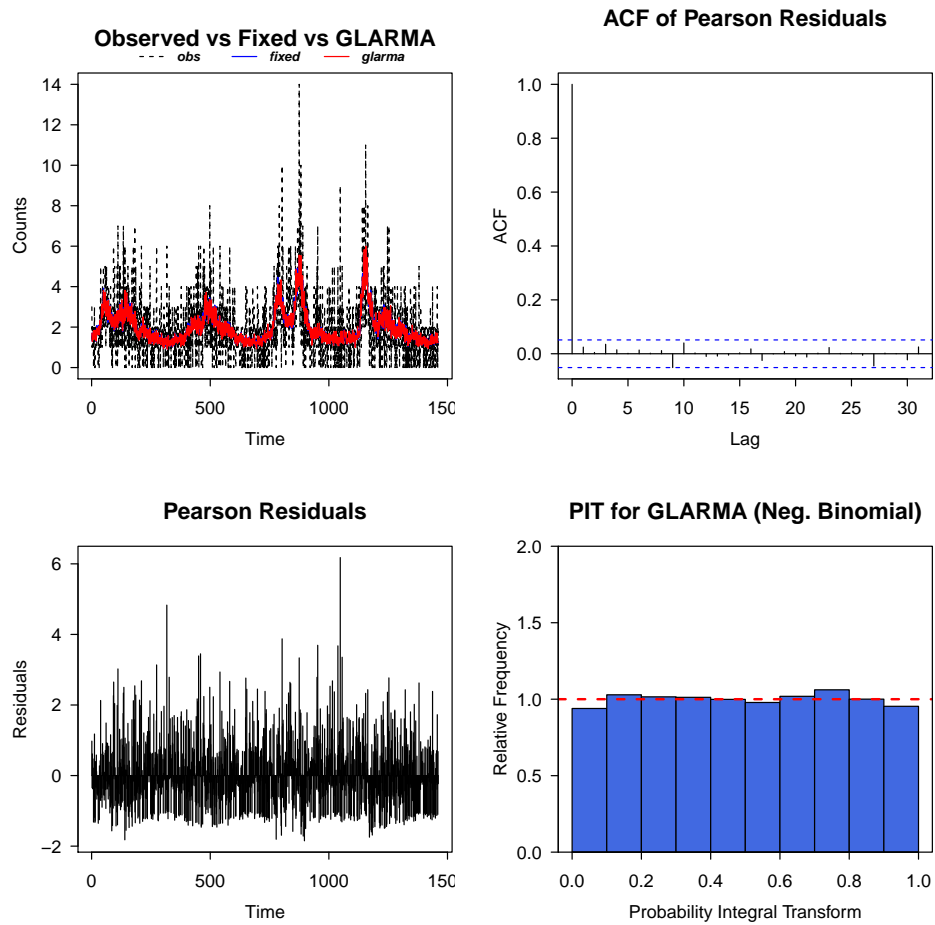 Observed vs Fixed vs GLARMA
obs fixed glarma
Counts
14
12
10
8
6
4
2
0
0 500 1000 150
Time
ACF of Pearson Residuals
ACF
1.0
0.8
0.6
0.4
0.2
0.0
0 5 10 15 20 25 30
Lag
Pearson Residuals
Residuals
6
4
2
0
−2
0 500 1000 150
Time
PIT for GLARMA (Neg. Binomial)
Relative Frequency
2.0
1.5
1.0
0.5
0.0
0.0 0.2 0.4 0.6 0.8 1.0
Probability Integral Transform